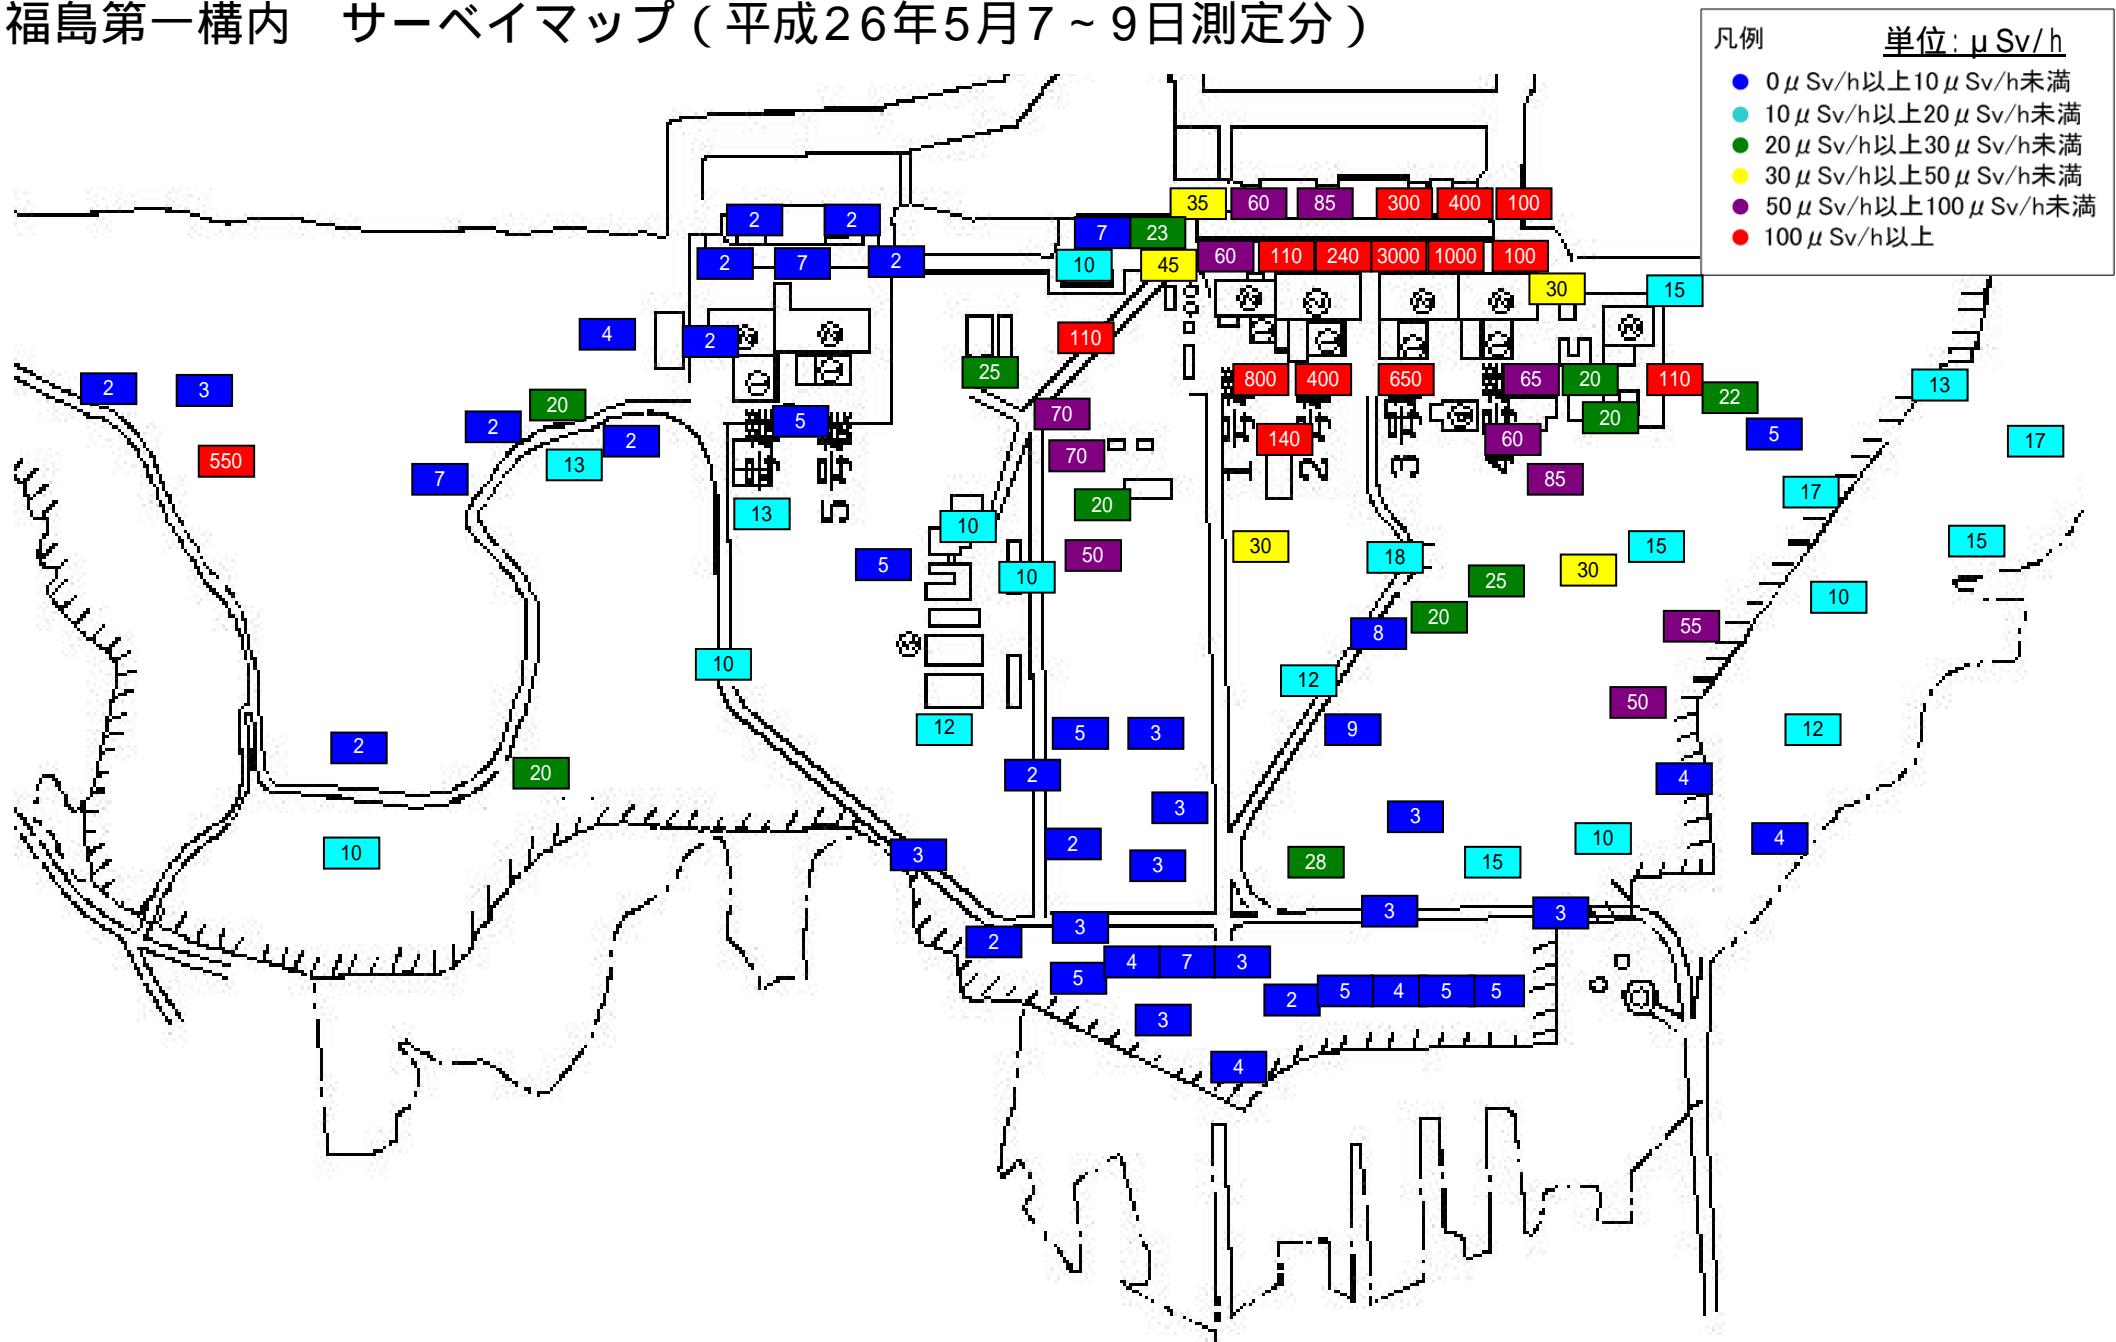 福島第一構内　サーベイマップ（平成26年5月7～9日測定分）
凡例　単位：μSv/h
0μSv/h以上10μSv/h未満
10μSv/h以上20μSv/h未満
20μSv/h以上30μSv/h未満
30μSv/h以上50μSv/h未満
50μSv/h以上100μSv/h未満
100μSv/h以上
35 60 85 300 400 100
2 2 7 23
2 7 2 10 45 60 110 240 3000 1000 100
30 15
4 2 110
25 800 400 650 65 20 110 22 13
2 3 20 2 2 5 70 20 5
550 7 13 70 140 60 85 17 17
13 10 20
5 10 50 30 18 25 30 15 15
10 20 8 55
10 12 50
2 12 5 3 9 12
20 2 3 3 4
10 3 2 3 28 15 10 4
2 3 3 3
5 4 7 3
2 5 4 5 5
3
4